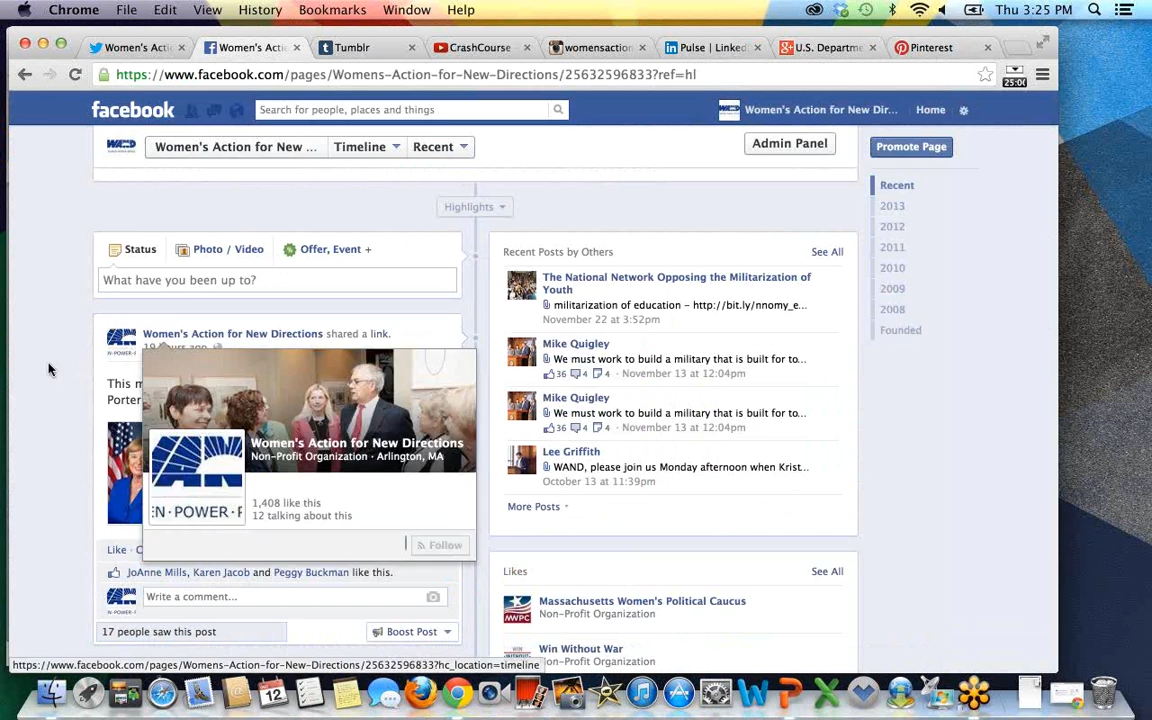 Chrome File Edit View History Bookmarks Window Help
Thu 3:25 PM
Women's Acti
Women's Actio
Tumblr
CrashCourse
womensaction
Pulse | Linked
U.S. Departme
Pinterest
https://www.facebook.com/pages/Womens-Action-for-New-Directions/25632596833?ref=hl
25:00
facebook
Search for people, places and things
Women's Action for New Dir...
Home
WAND
Women's Action for New ...
Timeline
Recent
Admin Panel
Promote Page
Recent
2013
2012
2011
2010
2009
2008
Founded
Highlights
Status
Photo / Video
Offer, Event +
What have you been up to?
Women's Action for New Directions shared a link.
This
Porter
Women's Action for New Directions
Non-Profit Organization · Arlington, MA
N·POWER·
1,408 like this
12 talking about this
Follow
Like ·
JoAnne Mills, Karen Jacob and Peggy Buckman like this.
Write a comment...
17 people saw this post
Boost Post
Recent Posts by Others
See All
The National Network Opposing the Militarization of
Youth
militarization of education - http://bit.ly/nnomy_e...
November 22 at 3:52pm
Mike Quigley
We must work to build a military that is built for to...
36 4 4 · November 13 at 12:04pm
Mike Quigley
We must work to build a military that is built for to...
36 4 4 · November 13 at 12:04pm
Lee Griffith
WAND, please join us Monday afternoon when Krist...
October 13 at 11:39pm
More Posts
Likes
See All
MWPC
Massachusetts Women's Political Caucus
Non-Profit Organization
Win Without War
Non-Profit Organization
https://www.facebook.com/pages/Womens-Action-for-New-Directions/25632596833?hc_location=timeline
12